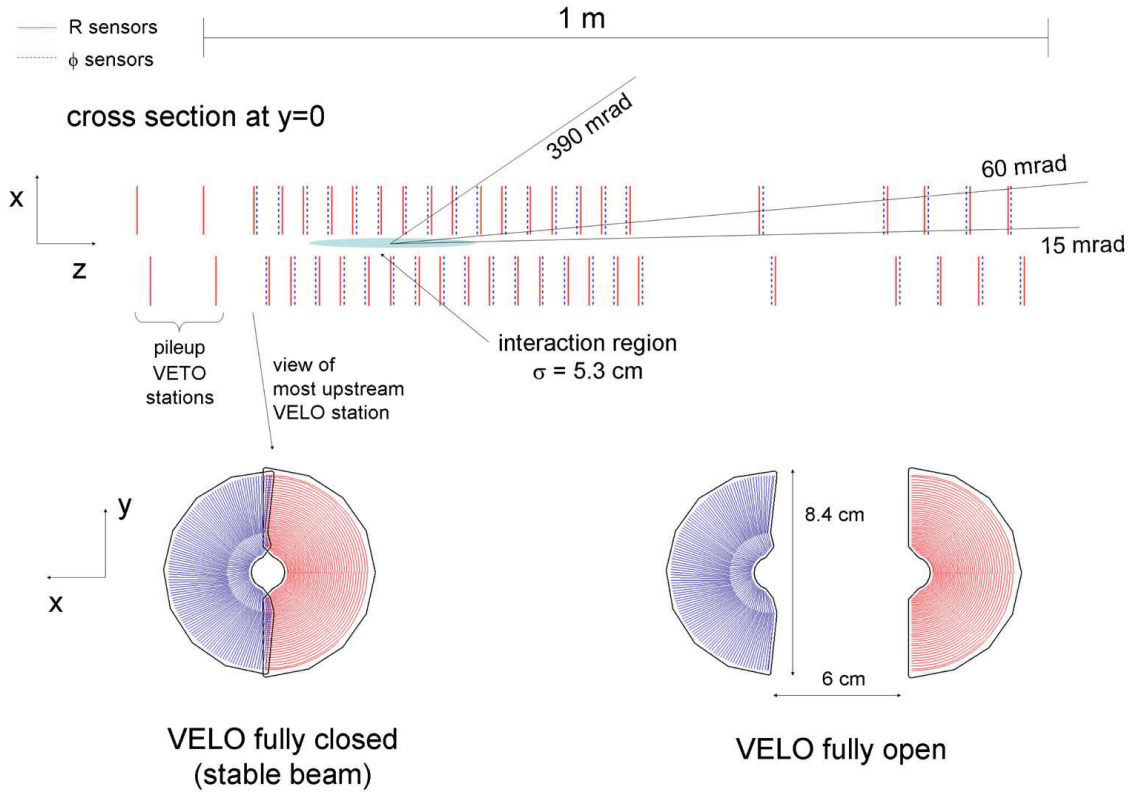 R sensors
1 m
ϕ sensors
cross section at y=0
390 mrad
60 mrad
x
15 mrad
z
interaction region
σ = 5.3 cm
pileup
VETO
stations
view of
most upstream
VELO station
y
x
8.4 cm
6 cm
VELO fully closed
(stable beam)
VELO fully open